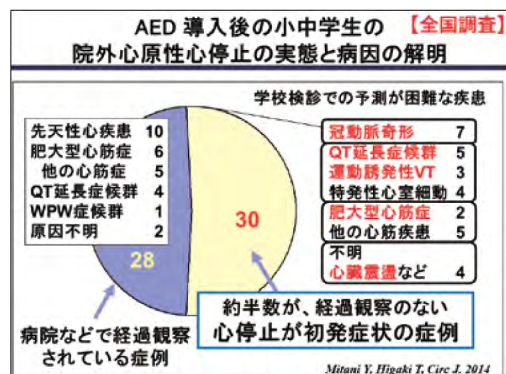 AED 導入後の小中学生の
【全国調査】
院外心原性心停止の実態と病因の解明
学校検診での予測が困難な疾患
先天性心疾患 10
肥大型心筋症 6
他の心筋症 5
QT延長症候群 4
WPW症候群 1
原因不明 2
28
30
冠動脈奇形 7
QT延長症候群 5
運動誘発性VT 3
特発性心室細動 4
肥大型心筋症 2
他の心筋疾患 5
不明
心臓震盪など 4
病院などで経過観察
されている症例
約半数が、経過観察のない
心停止が初発症状の症例
Mitani Y, Higaki T, Circ J. 2014